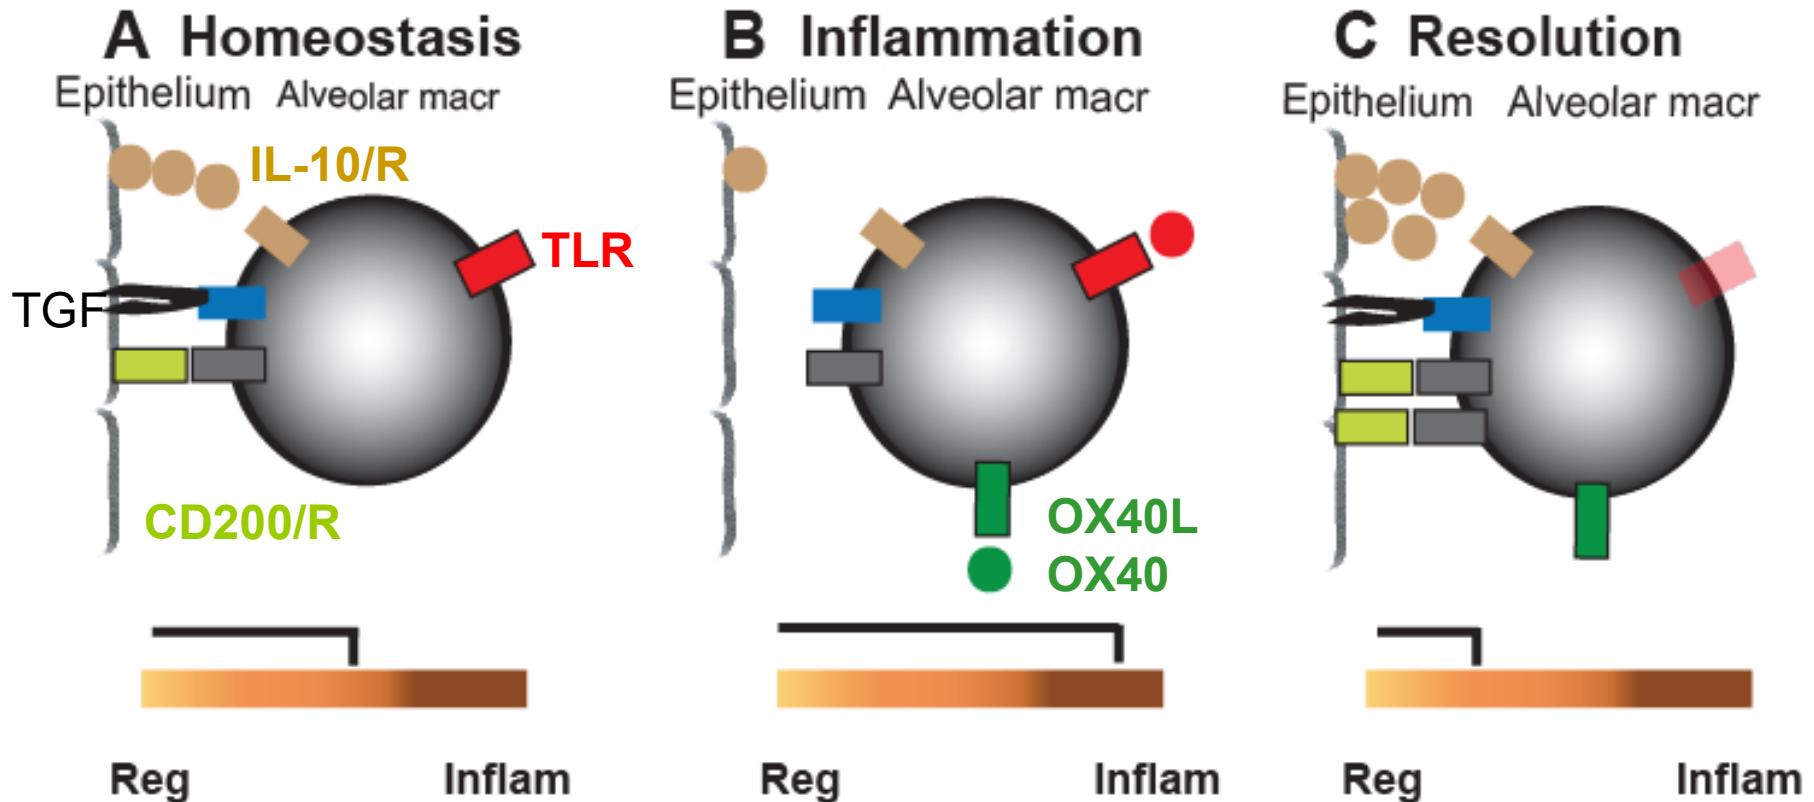 A Homeostasis
Epithelium Alveolar macr
IL-10/R
TLR
TGF
CD200/R
Reg Inflam
B Inflammation
Epithelium Alveolar macr
OX40L
OX40
Reg Inflam
C Resolution
Epithelium Alveolar macr
Reg Inflam